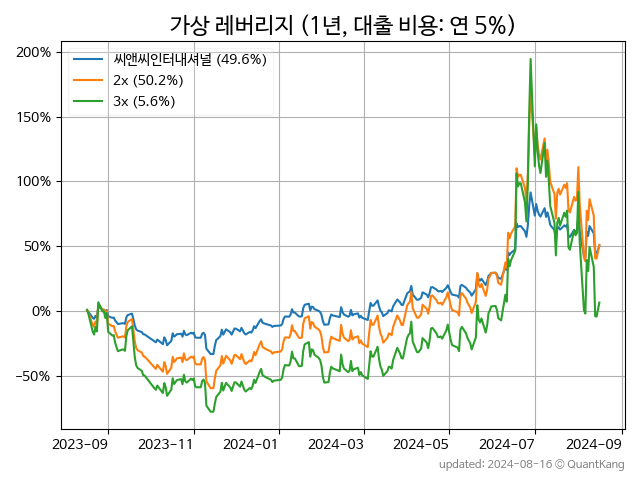 가상 레버리지 (1년, 대출 비용: 연 5%)
200%
150%
100%
50%
0%
−50%
씨앤씨인터내셔널 (49.6%)
2x (50.2%)
3x (5.6%)
2023-09
2023-11
2024-01
2024-03
2024-05
2024-07
2024-09
updated: 2024-08-16 © QuantKang